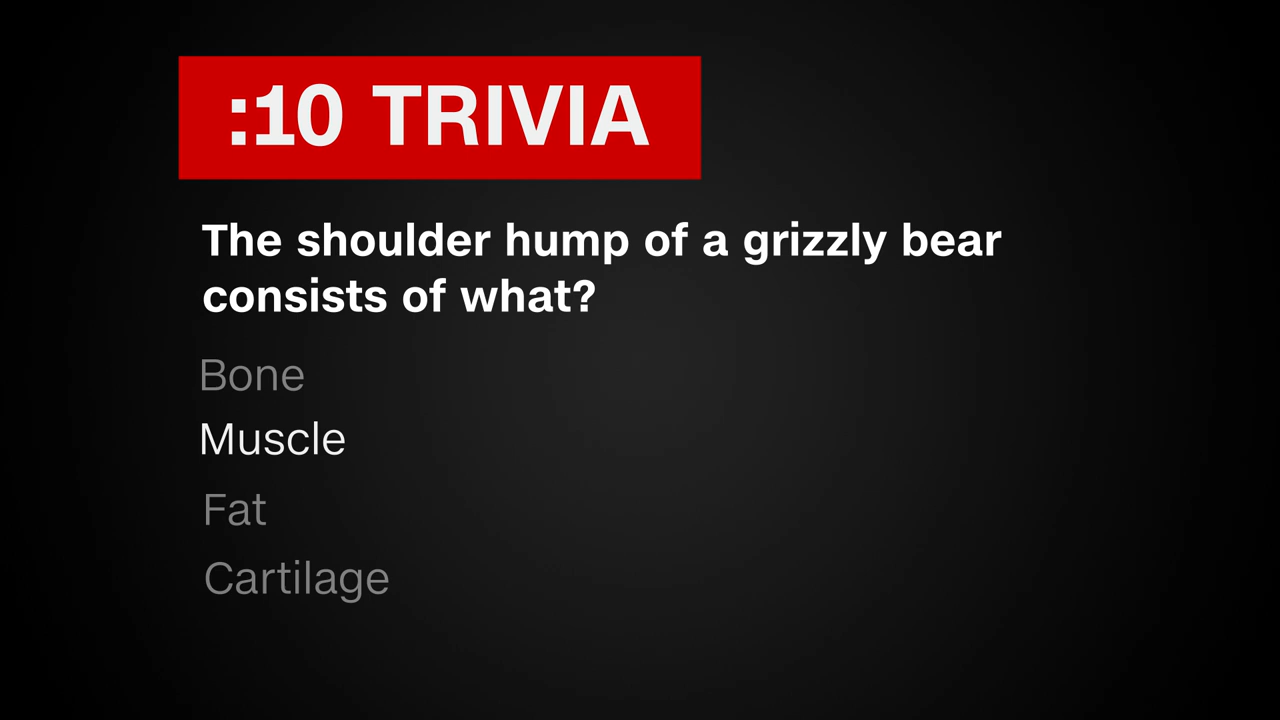 :10 TRIVIA
The shoulder hump of a grizzly bear
consists of what?
Bone
Muscle
Fat
Cartilage